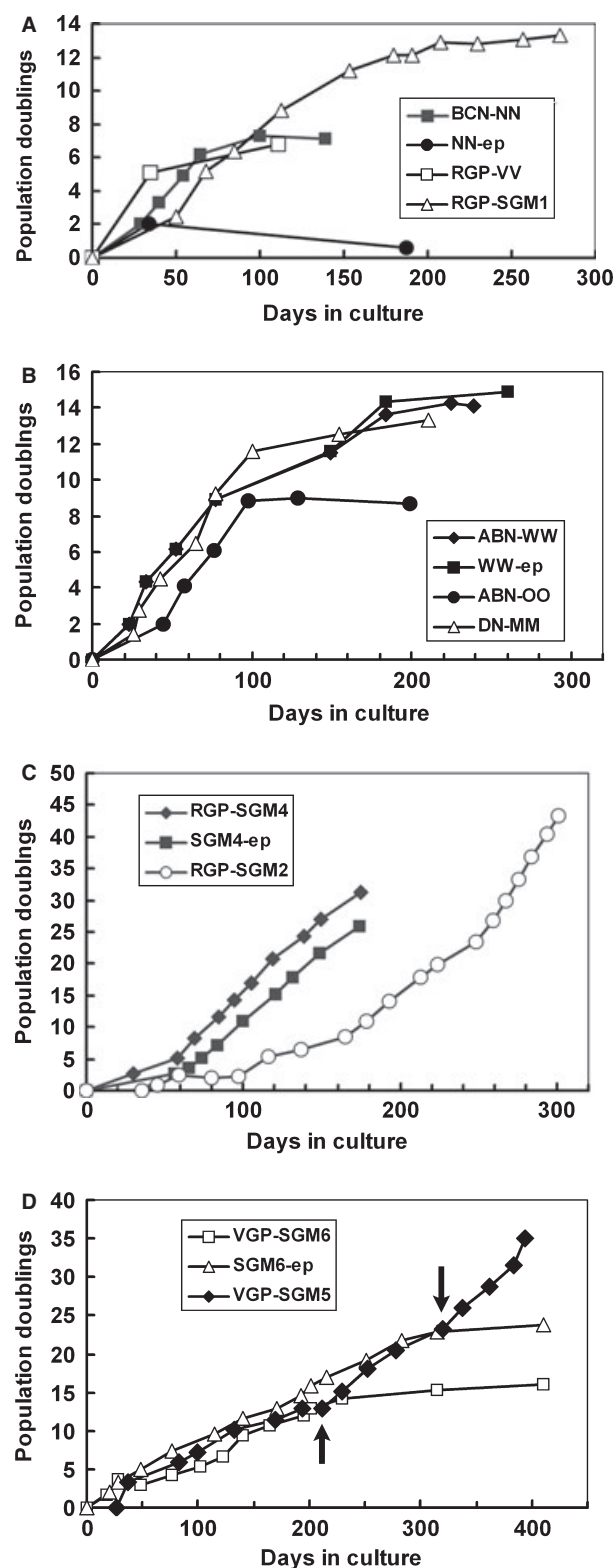 A
Population doublings
14
12
10
8
6
4
2
0
BCN-NN
NN-ep
RGP-VV
RGP-SGM1
0 50 100 150 200 250 300
Days in culture
B
Population doublngs
16
14
12
10
8
6
4
2
0
ABN-WW
WW-ep
ABN-OO
DN-MM
0 100 200 300
Days in culture
C
Population doublngs
50
45
40
35
30
25
20
15
10
5
0
RGP-SGM4
SGM4-ep
RGP-SGM2
0 100 200 300
Days in culture
D
Population doublings
40
35
30
25
20
15
10
5
0
VGP-SGM6
SGM6-ep
VGP-SGM5
0 100 200 300 400
Days in culture